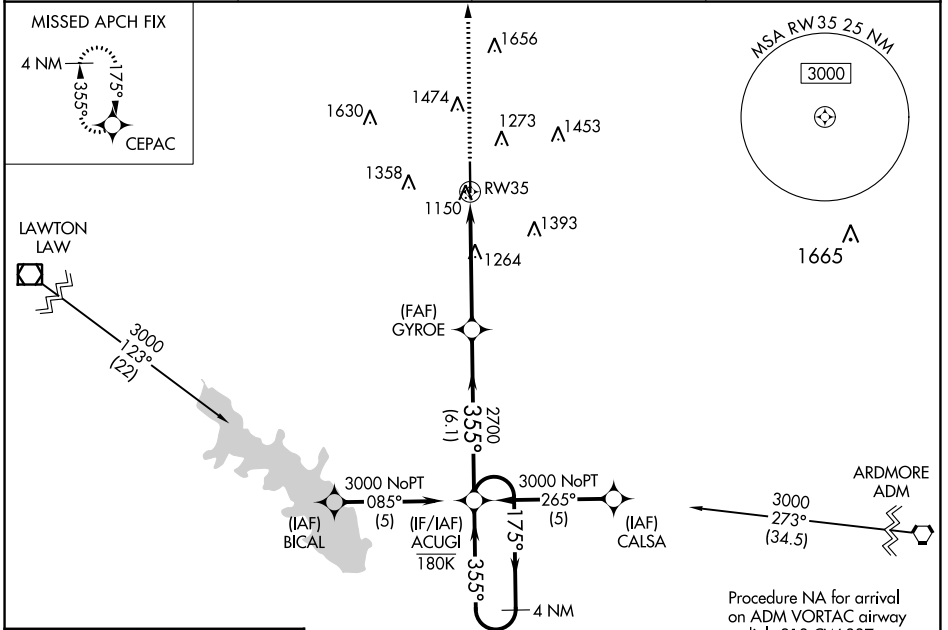 MISSED APCH FIX
4 NM
355°
175°
CEPAC
1656
1474
1630
1273
1453
1358
RW35
1150
1393
1264
MSA RW35 25 NM
3000
1665
LAWTON
LAW
3000
123°
(22)
(FAF)
GYROE
2700
355°
(6.1)
3000 NoPT
085°
(5)
(IAF)
BICAL
(IF/IAF)
ACUGI
180K
3000 NoPT
265°
(5)
(IAF)
CALSA
175°
355°
4 NM
ARDMORE
ADM
3000
273°
(34.5)
Procedure NA for arrival
on ADM VORTAC airway